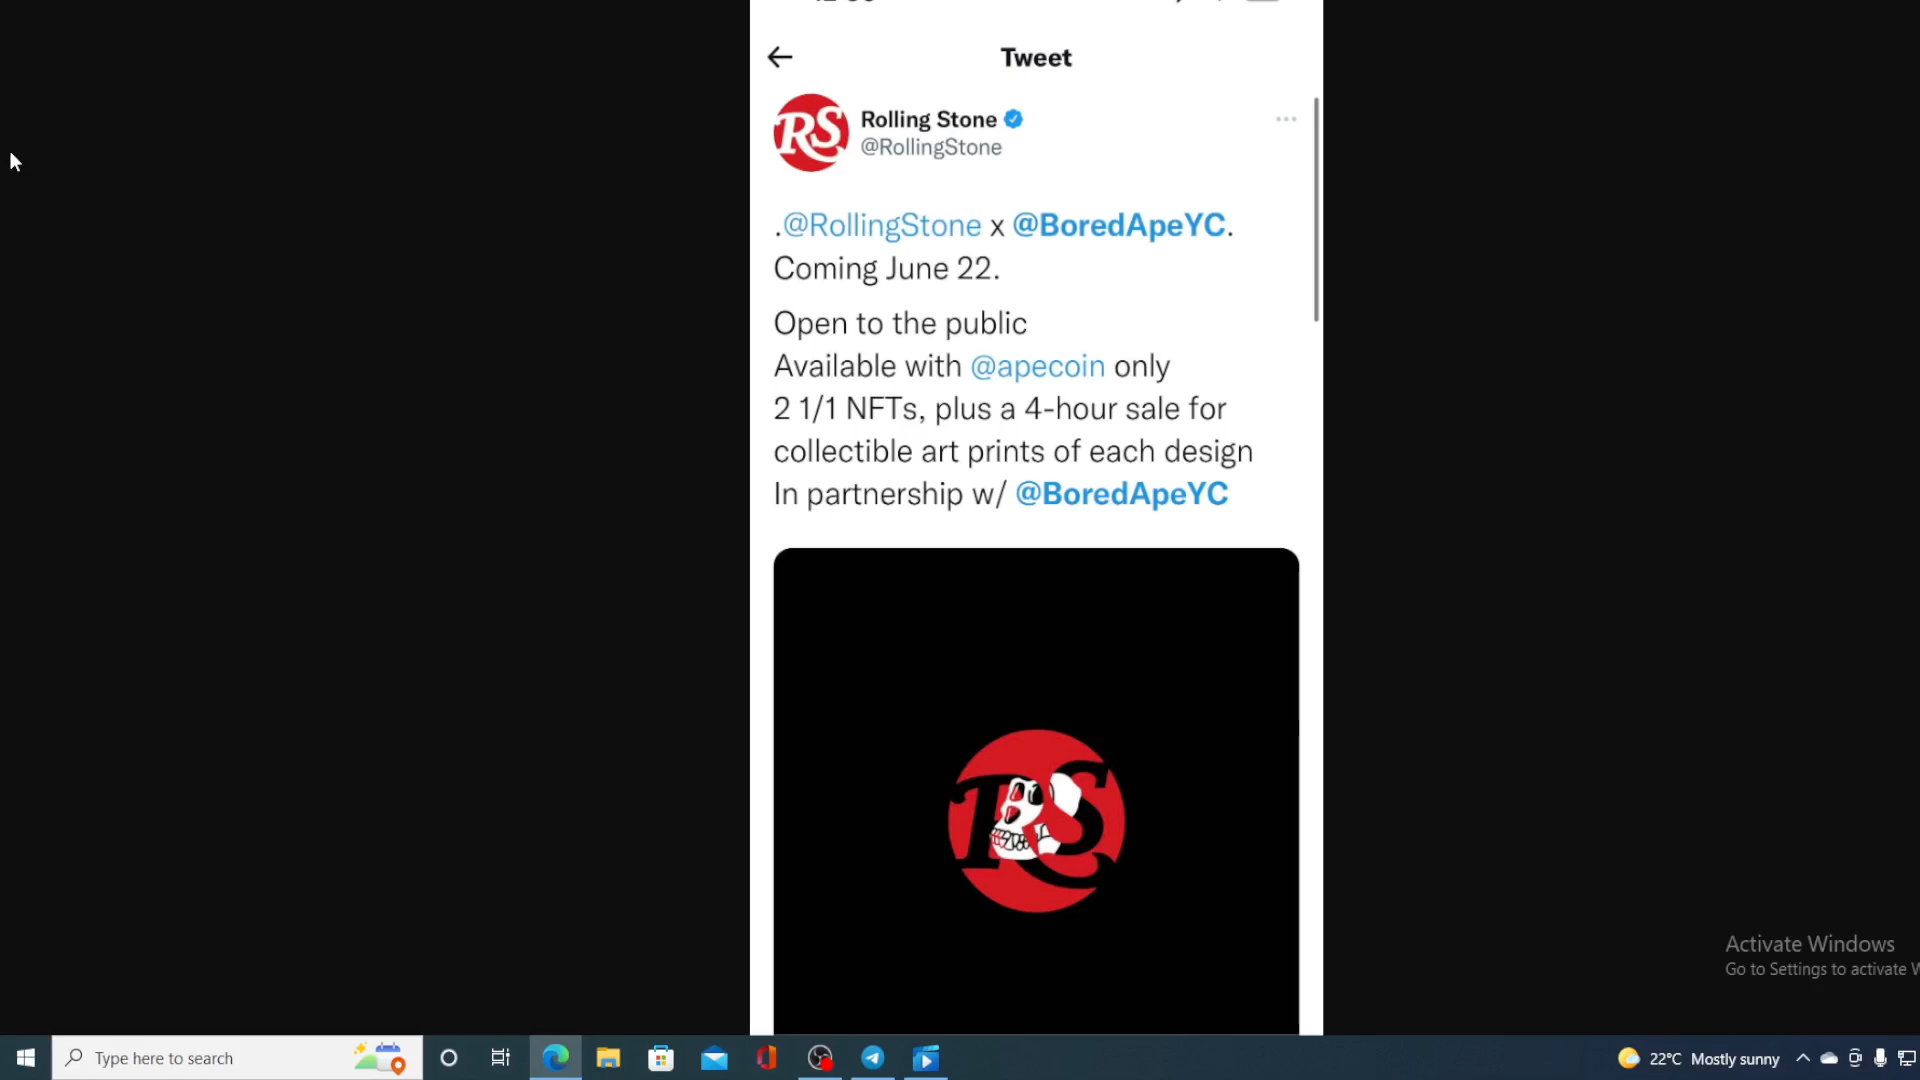 Tweet
RS
Rolling Stone
@RollingStone
.@RollingStone x @BoredApeYC.
Coming June 22.
Open to the public
Available with @apecoin only
2 1/1 NFTs, plus a 4-hour sale for
collectible art prints of each design
In partnership w/ @BoredApeYC
RS
Activate Windows
Go to Settings to activate
Type here to search
22°C Mostly sunny